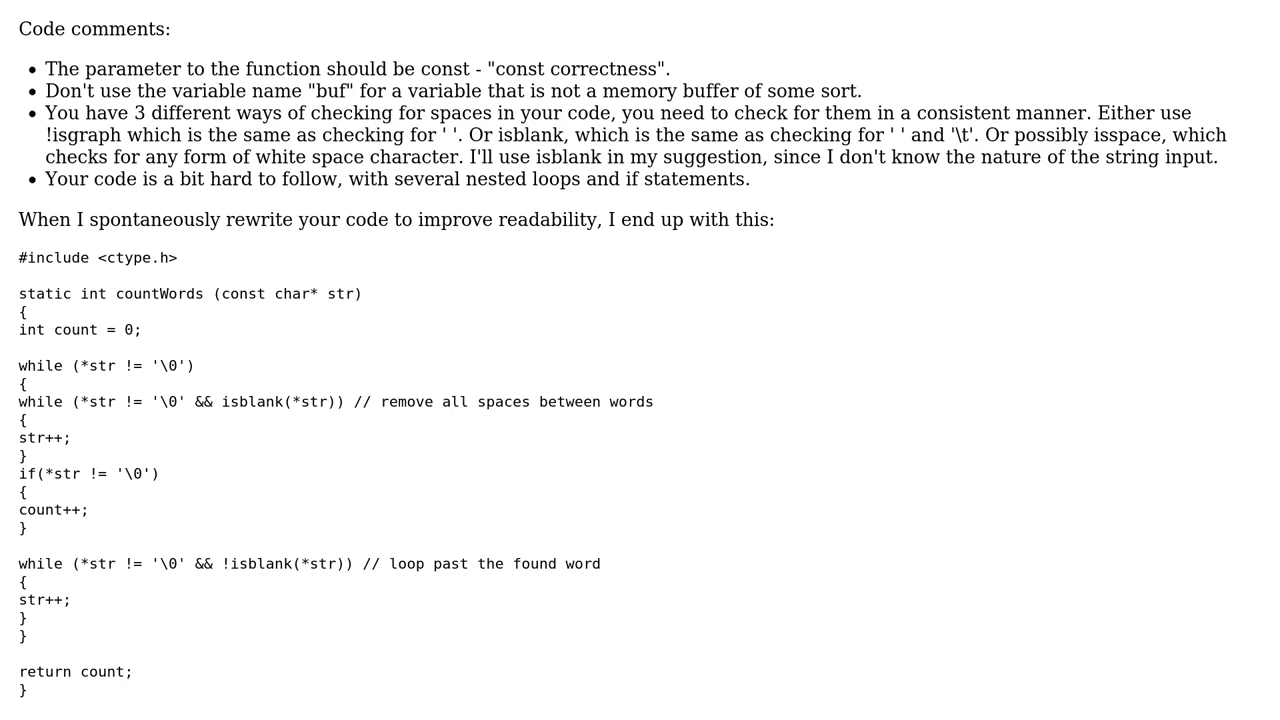 Code comments:
• The parameter to the function should be const - "const correctness".
• Don't use the variable name "buf" for a variable that is not a memory buffer of some sort.
• You have 3 different ways of checking for spaces in your code, you need to check for them in a consistent manner. Either use
!isgraph which is the same as checking for ' '. Or isblank, which is the same as checking for ' ' and '\t'. Or possibly isspace, which
checks for any form of white space character. I'll use isblank in my suggestion, since I don't know the nature of the string input.
• Your code is a bit hard to follow, with several nested loops and if statements.
When I spontaneously rewrite your code to improve readability, I end up with this:
#include <ctype.h>
static int countWords (const char* str)
{
int count = 0;
while (*str != '\0')
{
while (*str != '\0' && isblank(*str)) // remove all spaces between words
{
str++;
}
if(*str != '\0')
{
count++;
}
while (*str != '\0' && !isblank(*str)) // loop past the found word
{
str++;
}
}
return count;
}